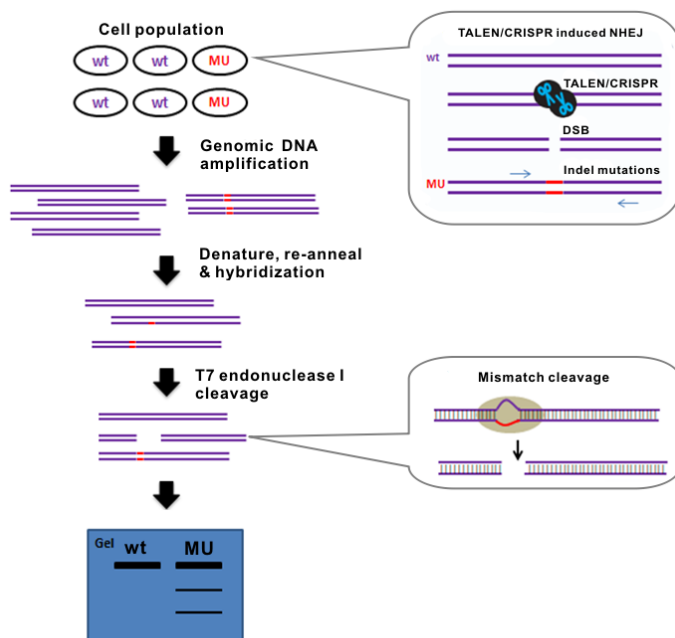 Cell population
wt wt MU
wt wt MU
Genomic DNA
amplification
Denature, re-anneal
& hybridization
T7 endonuclease I
cleavage
Gel wt MU
TALEN/CRISPR induced NHEJ
wt
TALEN/CRISPR
DSB
Indel mutations
MU
Mismatch cleavage